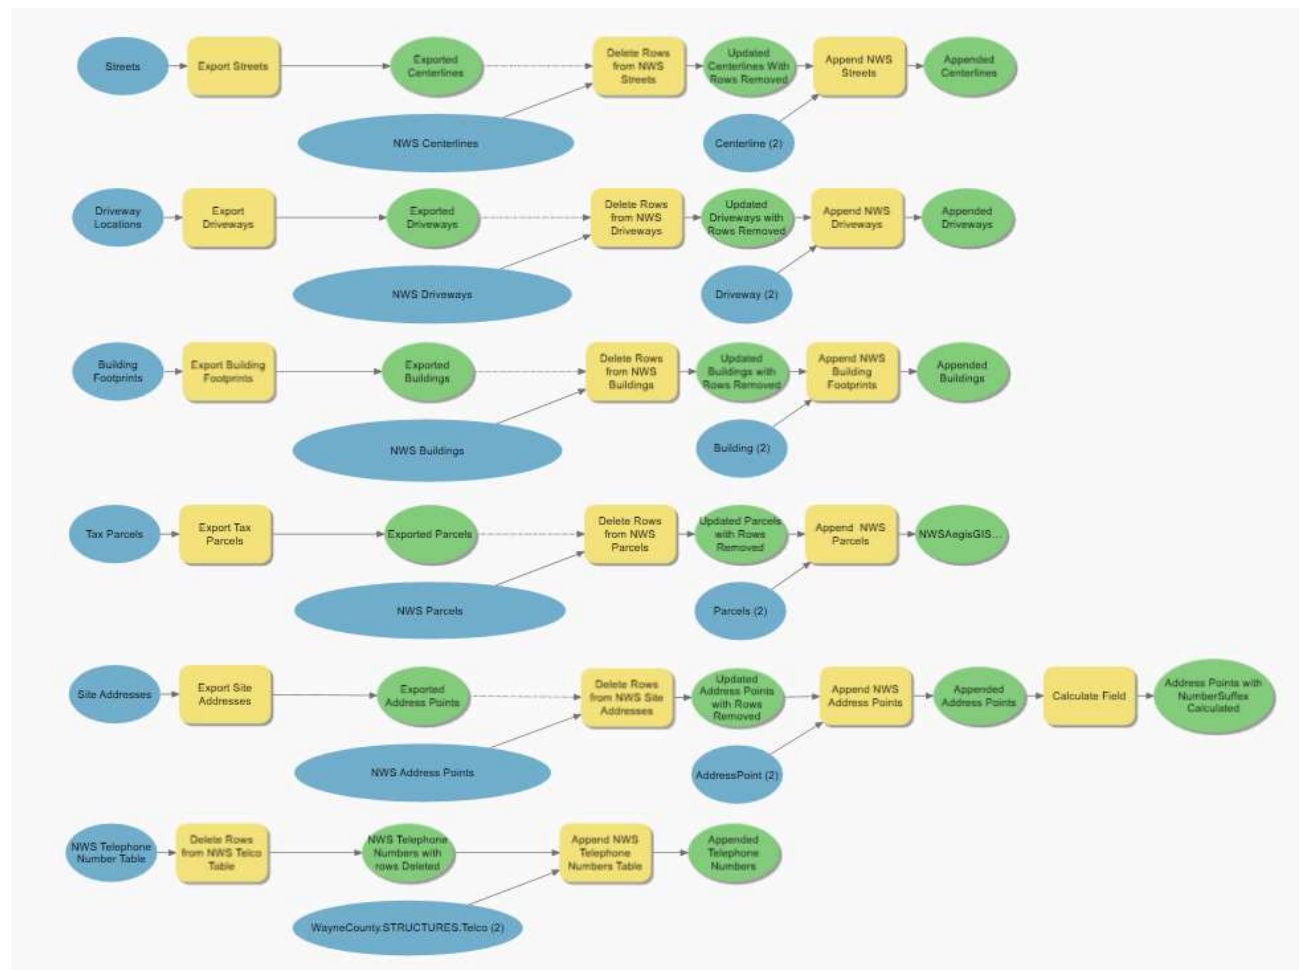 Streets
Export Streets
Exported
Centerlines
Delete Rows
from NWS
Streets
Updated
Centerlines With
Rows Removed
Append NWS
Streets
Appended
Centerlines
NWS Centerlines
Centerline (2)
Driveway
Locations
Export
Driveways
Exported
Driveways
Delete Rows
from NWS
Driveways
Updated
Driveways with
Rows Removed
Append NWS
Driveways
Appended
Driveways
NWS Driveways
Driveway (2)
Building
Footprints
Export Building
Footprints
Exported
Buildings
Delete Rows
from NWS
Buildings
Updated
Buildings with
Rows Removed
Append NWS
Building
Footprints
Appended
Buildings
NWS Buildings
Building (2)
Tax Parcels
Export Tax
Parcels
Exported Parcels
Delete Rows
from NWS
Parcels
Updated Parcels
with Rows
Removed
Append NWS
Parcels
NWSAegisGIS...
NWS Parcels
Parcels (2)
Site Addresses
Export Site
Addresses
Exported
Address Points
Delete Rows
from NWS Site
Addresses
Updated
Address Points
with Rows
Removed
Append NWS
Address Points
Appended
Address Points
Calculate Field
Address Points with
NumberSuffex
Calculated
NWS Address Points
AddressPoint (2)
NWS Telephone
Number Table
Delete Rows
from NWS Telco
Table
NWS Telephone
Numbers with
rows Deleted
Append NWS
Telephone
Numbers Table
Appended
Telephone
Numbers
WayneCounty.STRUCTURES.Telco (2)